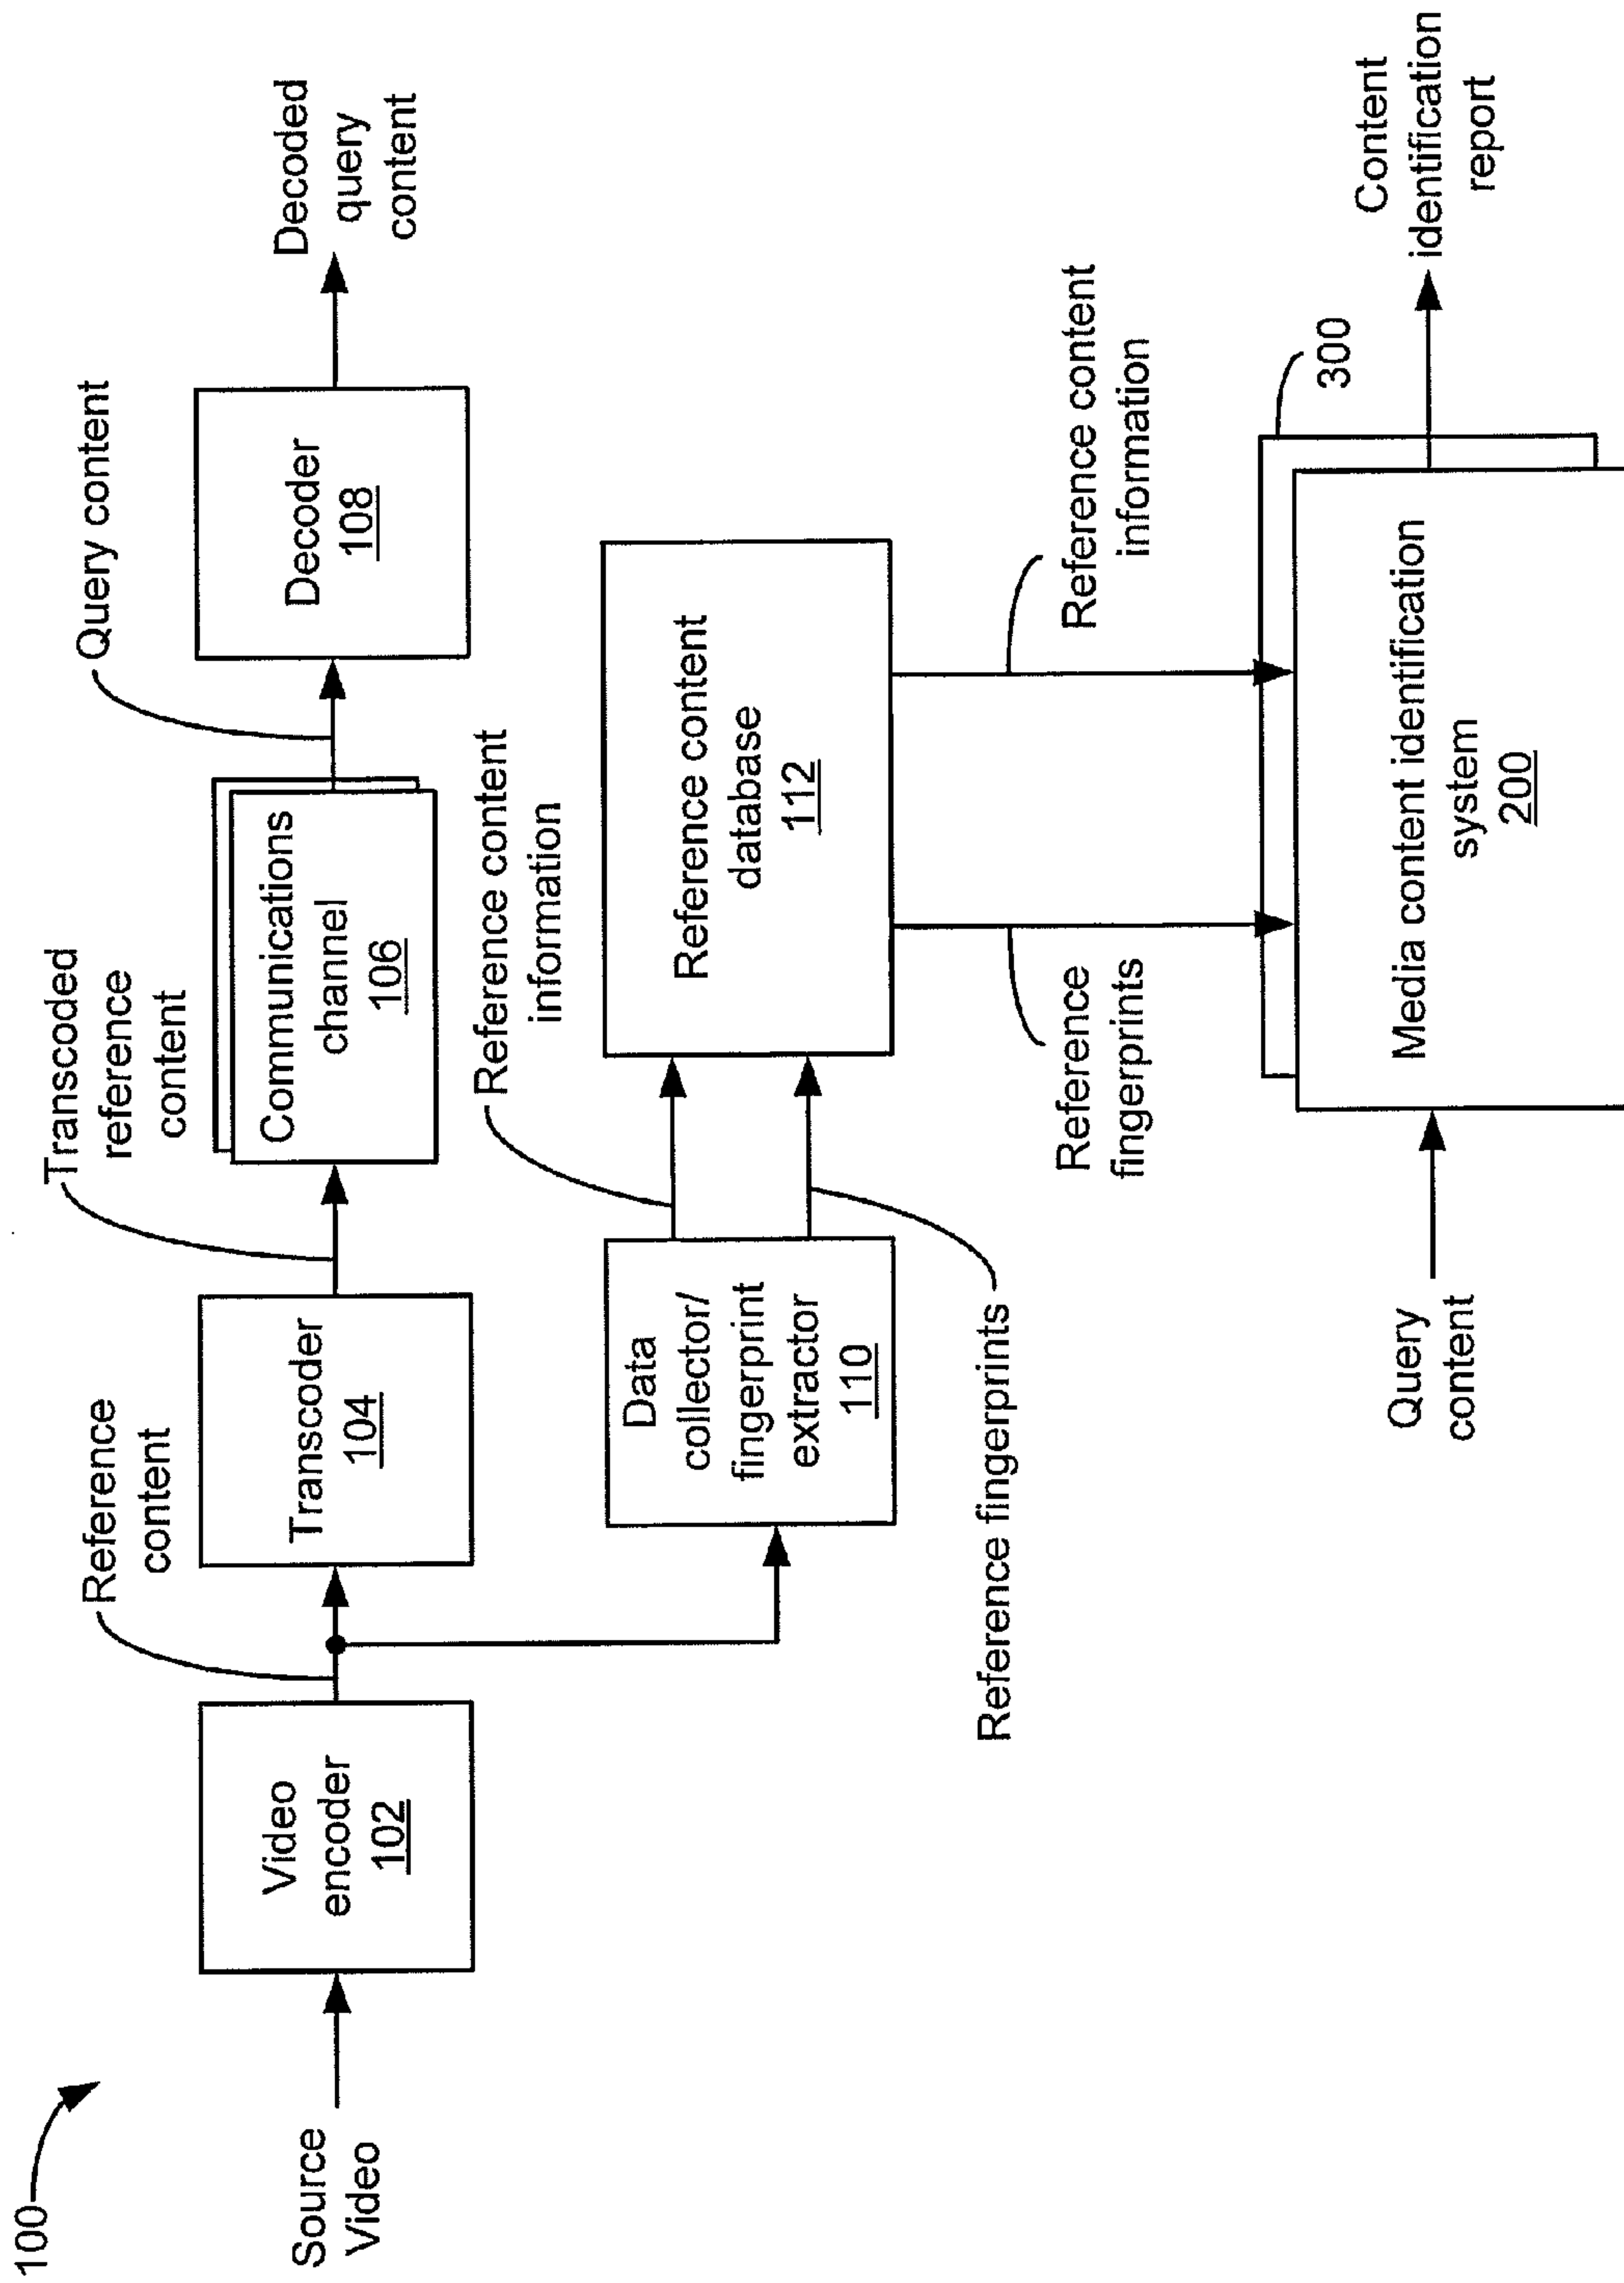 100
Source
Video
Video
encoder
102
Reference
content
Transcoder
104
Transcoded
reference
content
Communications
channel
106
Query content
Decoder
108
Decoded
query
content
Data
collector/
fingerprint
extractor
110
Reference content
information
Reference fingerprints
Reference content
database
112
Reference
fingerprints
Reference content
information
Query
content
Media content identification
system
200
300
Content
identification
report